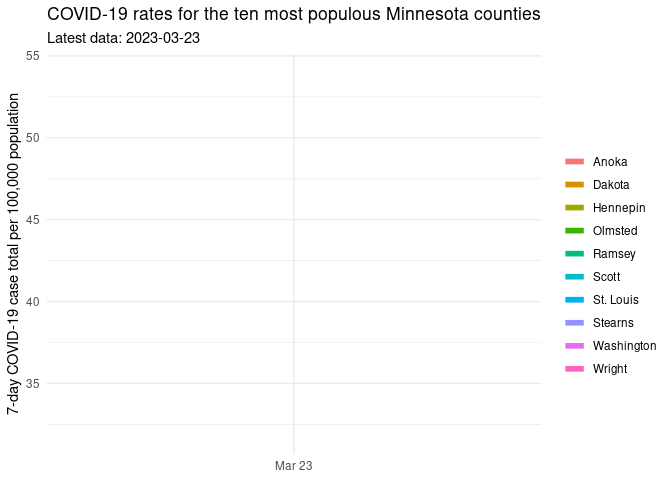 COVID-19 rates for the ten most populous Minnesota counties
Latest data: 2023-03-23
7-day COVID-19 case total per 100,000 population
55
50
45
40
35
Mar 23
Anoka
Dakota
Hennepin
Olmsted
Ramsey
Scott
St. Louis
Stearns
Washington
Wright